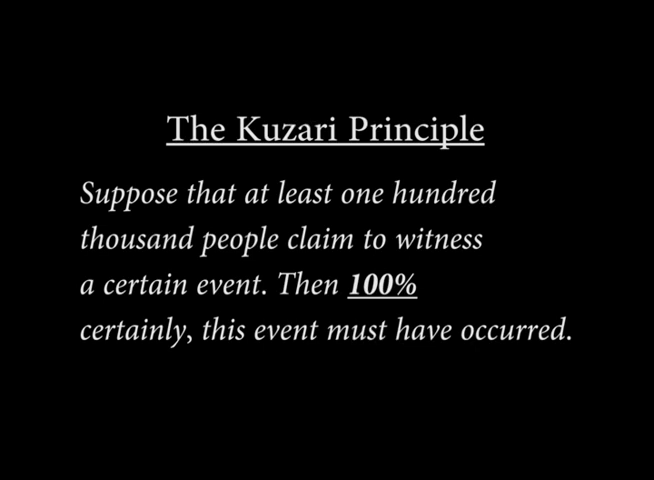 The Kuzari Principle
Suppose that at least one hundred
thousand people claim to witness
a certain event. Then 100%
certainly, this event must have occurred.